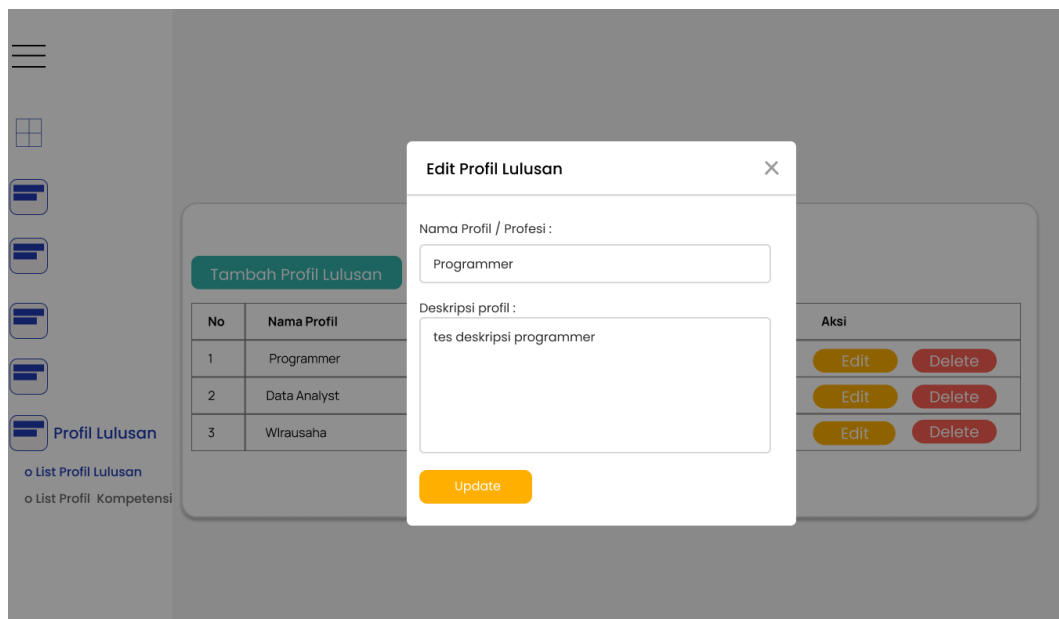 Edit Profil Lulusan
Nama Profil / Profesi :
Programmer
Deskripsi profil :
tes deskripsi programmer
Update
Tambah Profil Lulusan
No Nama Profil Aksi
1 Programmer Edit Delete
2 Data Analyst Edit Delete
3 WIrausaha Edit Delete
Profil Lulusan
o List Profil Lulusan
o List Profil Kompetensi